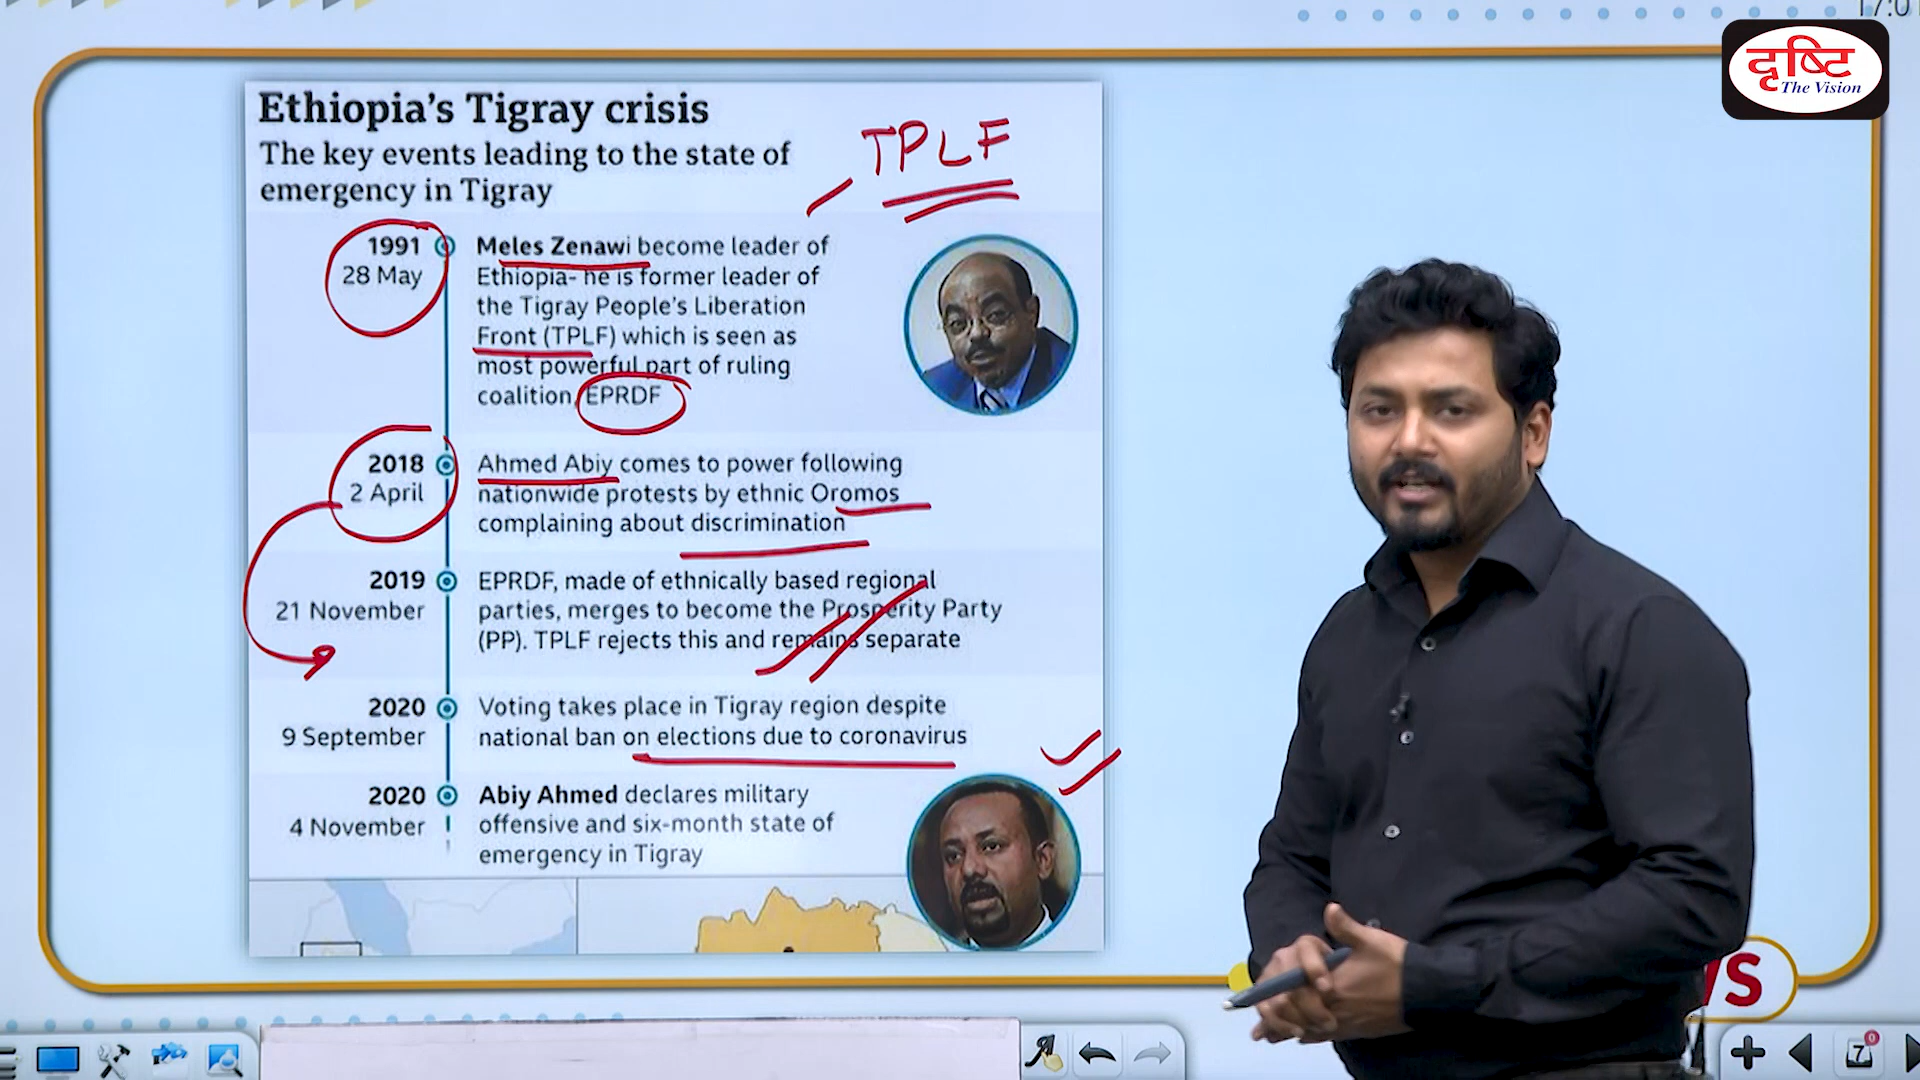 17:0
दृष्टि
The Vision
Ethiopia's Tigray crisis
The key events leading to the state of
emergency in Tigray
TPLF
1991
28 May
Meles Zenawi become leader of
Ethiopia- he is former leader of
the Tigray People's Liberation
Front (TPLF) which is seen as
most powerful part of ruling
coalition, EPRDF
2018
2 April
Ahmed Abiy comes to power following
nationwide protests by ethnic Oromos
complaining about discrimination
2019
21 November
EPRDF, made of ethnically based regional
parties, merges to become the Prosperity Party
(PP). TPLF rejects this and remains separate
2020
9 September
Voting takes place in Tigray region despite
national ban on elections due to coronavirus
2020
4 November
Abiy Ahmed declares military
offensive and six-month state of
emergency in Tigray
7
0